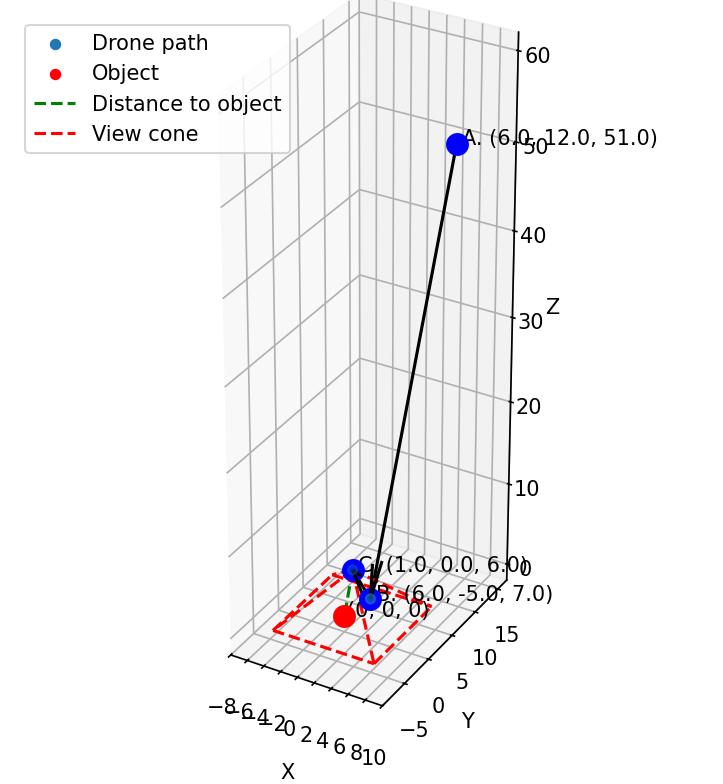 Drone path
Object
Distance to object
View cone
60
A. (6.0, 12.0, 51.0)
50
40
Z
30
20
10
C. (1.0, 0.0, 6.0)
0
B. (6.0, -5.0, 7.0)
(0, 0, 0)
15
10
5
0
-5
Y
−8
−6
−4
−2
0
2
4
6
8
10
X